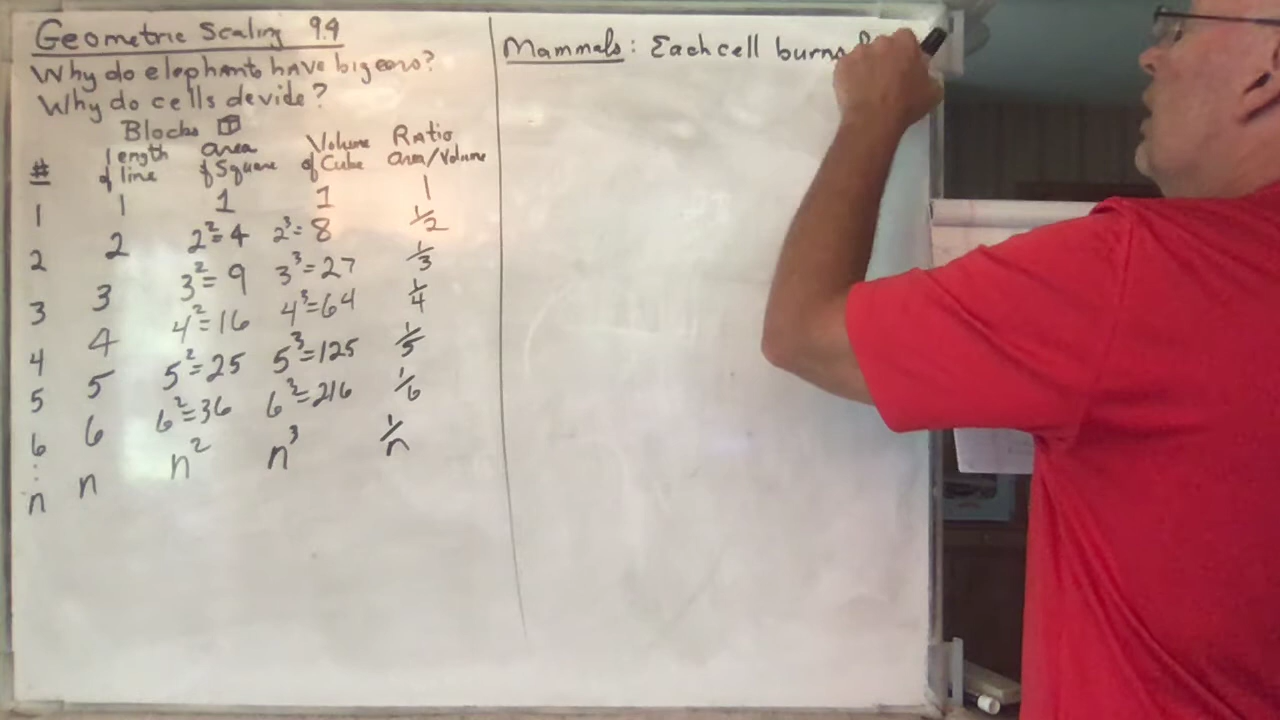 Geometric Scaling 9.4
Why do elephants have big ears?
Why do cells devide?
Blocks
# length of line area of Square Volume of Cube Ratio area/Volume
1 1 1 1 1
2 2 2²=4 2³=8 1/2
3 3 3²=9 3³=27 1/3
4 4 4²=16 4³=64 1/4
5 5 5²=25 5³=125 1/5
6 6 6²=36 6³=216 1/6
⋮
n n n² n³ 1/n
Mammals: Each cell burns